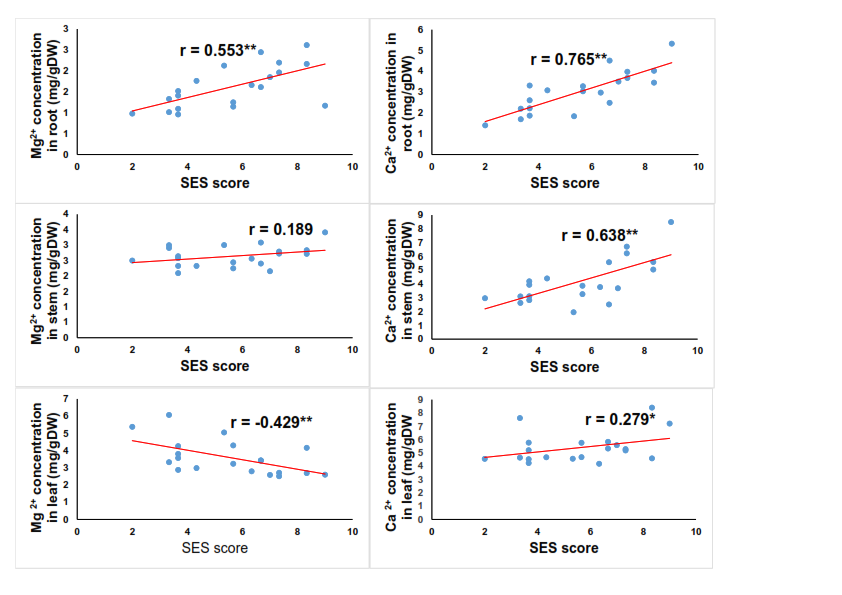 Mg2+ concentration
in root (mg/gDW)
3
3
2
2
1
1
0
r = 0.553**
0 2 4 6 8 10
SES score
Ca2+ concentration in
root (mg/gDW)
6
5
4
3
2
1
0
r = 0.765**
0 2 4 6 8 10
SES score
Mg2+ concentration
in stem (mg/gDW)
4
4
3
3
2
2
1
1
0
r = 0.189
0 2 4 6 8 10
SES score
Ca2+ concentration
in stem (mg/gDW)
9
8
7
6
5
4
3
2
1
0
r = 0.638**
0 2 4 6 8 10
SES score
Mg 2+ concentration
in leaf (mg/gDW)
7
6
5
4
3
2
1
0
r = -0.429**
0 2 4 6 8 10
SES score
Ca 2+ concentration
in leaf (mg/gDW
9
8
7
6
5
4
3
2
1
0
r = 0.279*
0 2 4 6 8 10
SES score